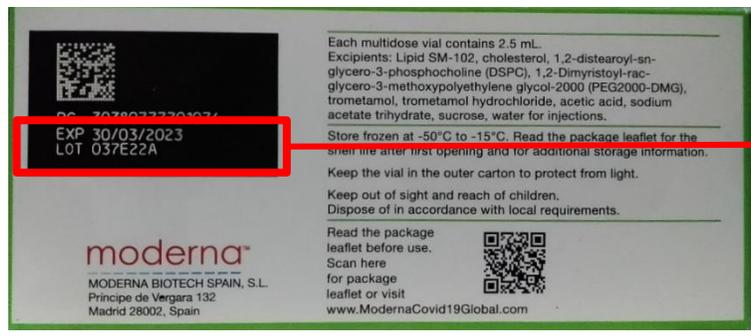 EXP 30/03/2023
LOT 037E22A
moderna™
MODERNA BIOTECH SPAIN, S.L.
Príncipe de Vergara 132
Madrid 28002, Spain
Each multidose vial contains 2.5 mL.
Excipients: Lipid SM-102, cholesterol, 1,2-distearoyl-sn-
glycero-3-phosphocholine (DSPC), 1,2-Dimyristoyl-rac-
glycero-3-methoxypolyethylene glycol-2000 (PEG2000-DMG),
trometamol, trometamol hydrochloride, acetic acid, sodium
acetate trihydrate, sucrose, water for injections.
Store frozen at -50°C to -15°C. Read the package leaflet for the
shelf life after first opening and for additional storage information.
Keep the vial in the outer carton to protect from light.
Keep out of sight and reach of children.
Dispose of in accordance with local requirements.
Read the package
leaflet before use.
Scan here
for package
leaflet or visit
www.ModernaCovid19Global.com